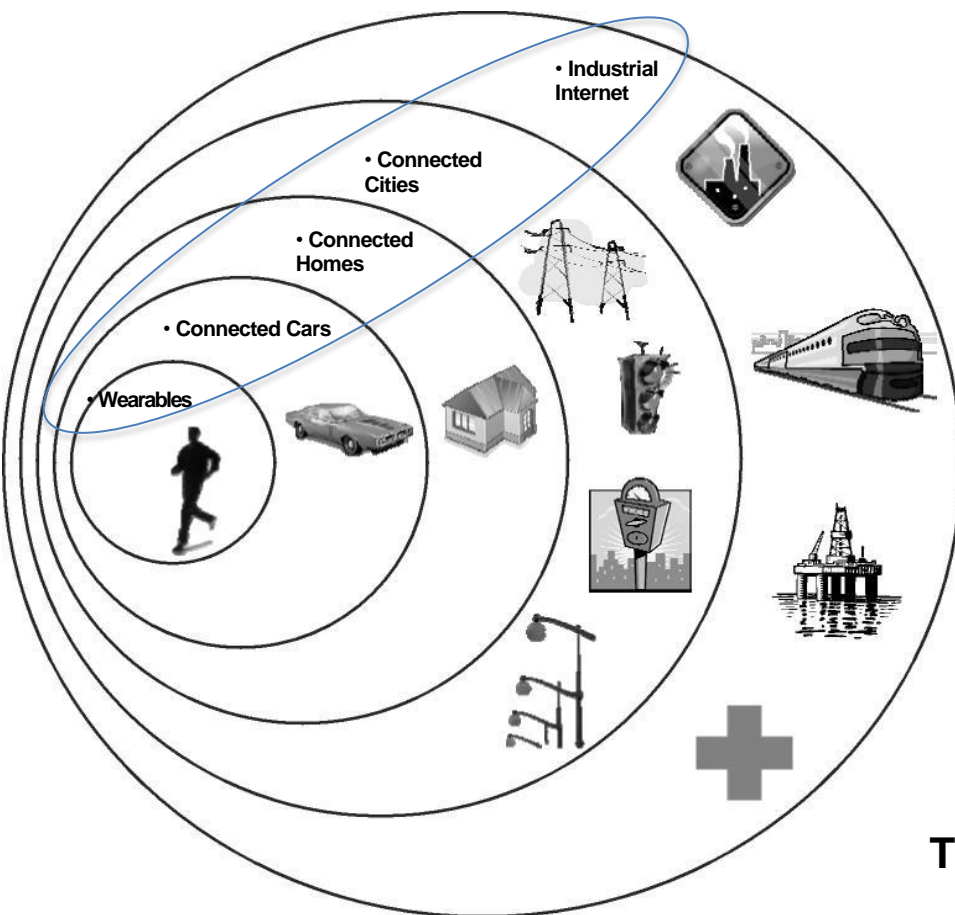 • Industrial
Internet
• Connected
Cities
• Connected
Homes
• Connected Cars
• Wearables
T